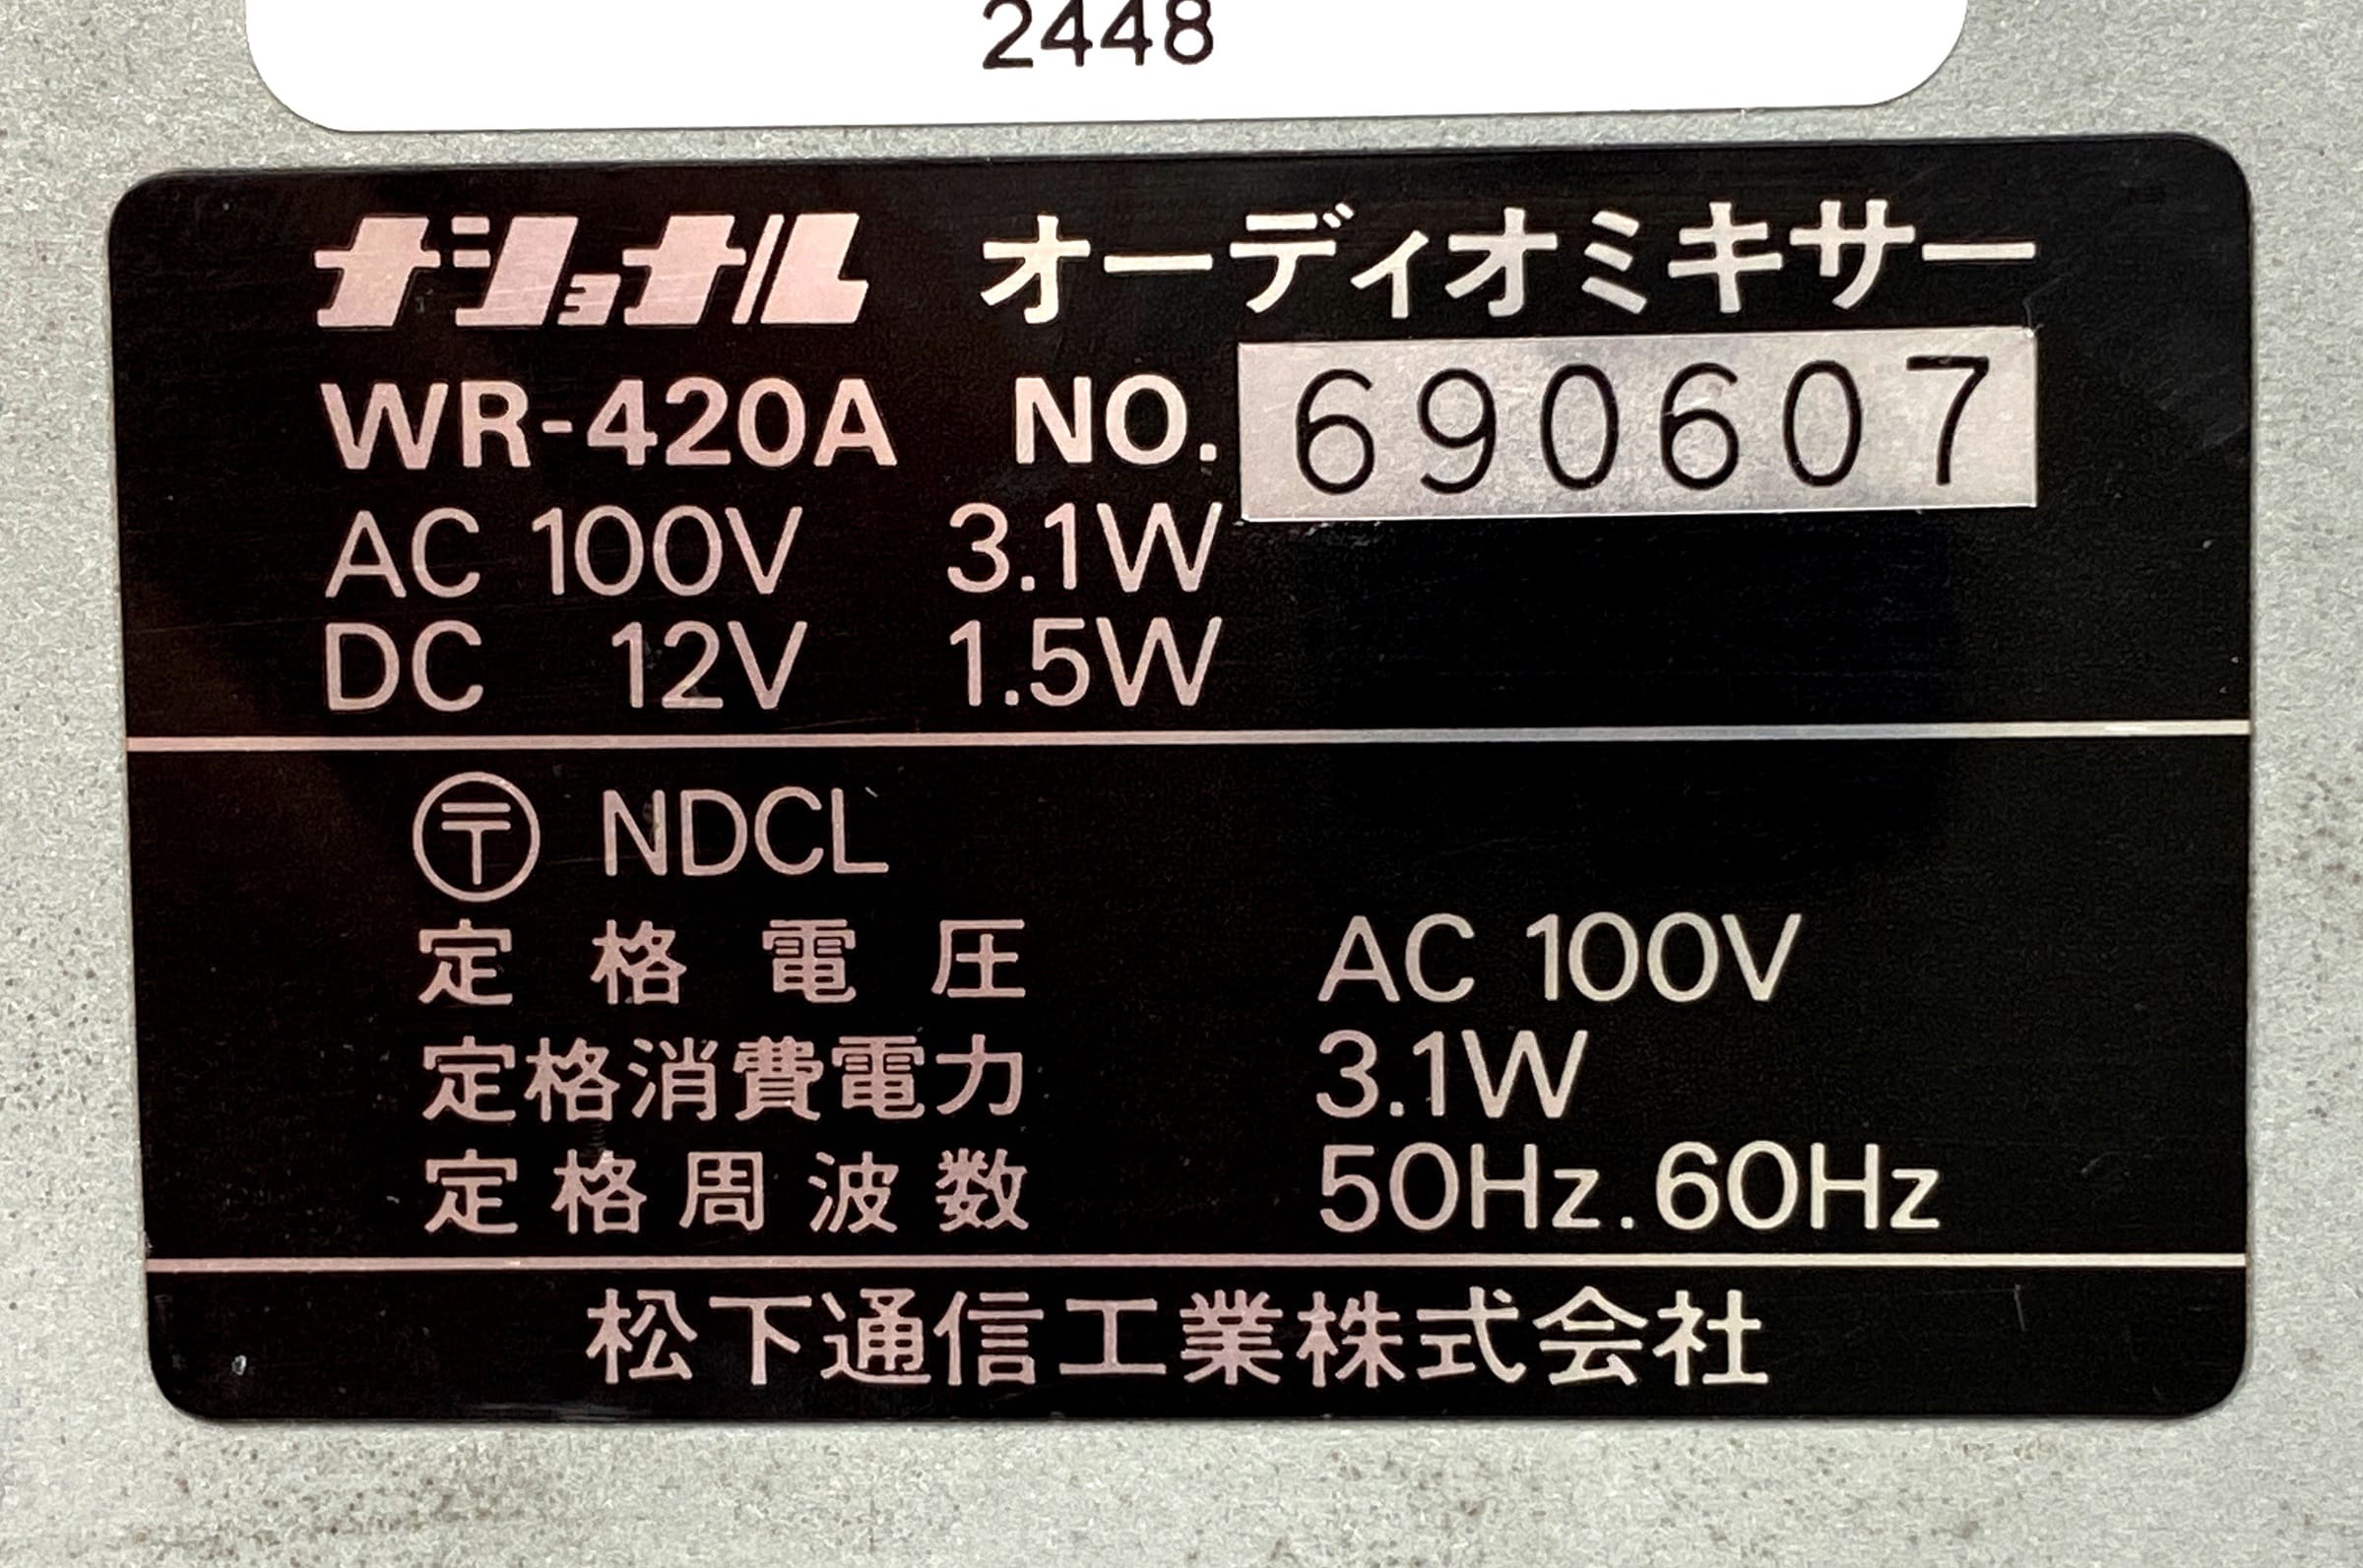 2448
ナショナル オーディオミキサー
WR-420A NO. 690607
AC 100V 3.1W
DC 12V 1.5W
〒 NDCL
定格電圧 AC 100V
定格消費電力 3.1W
定格周波数 50Hz.60Hz
松下通信工業株式会社